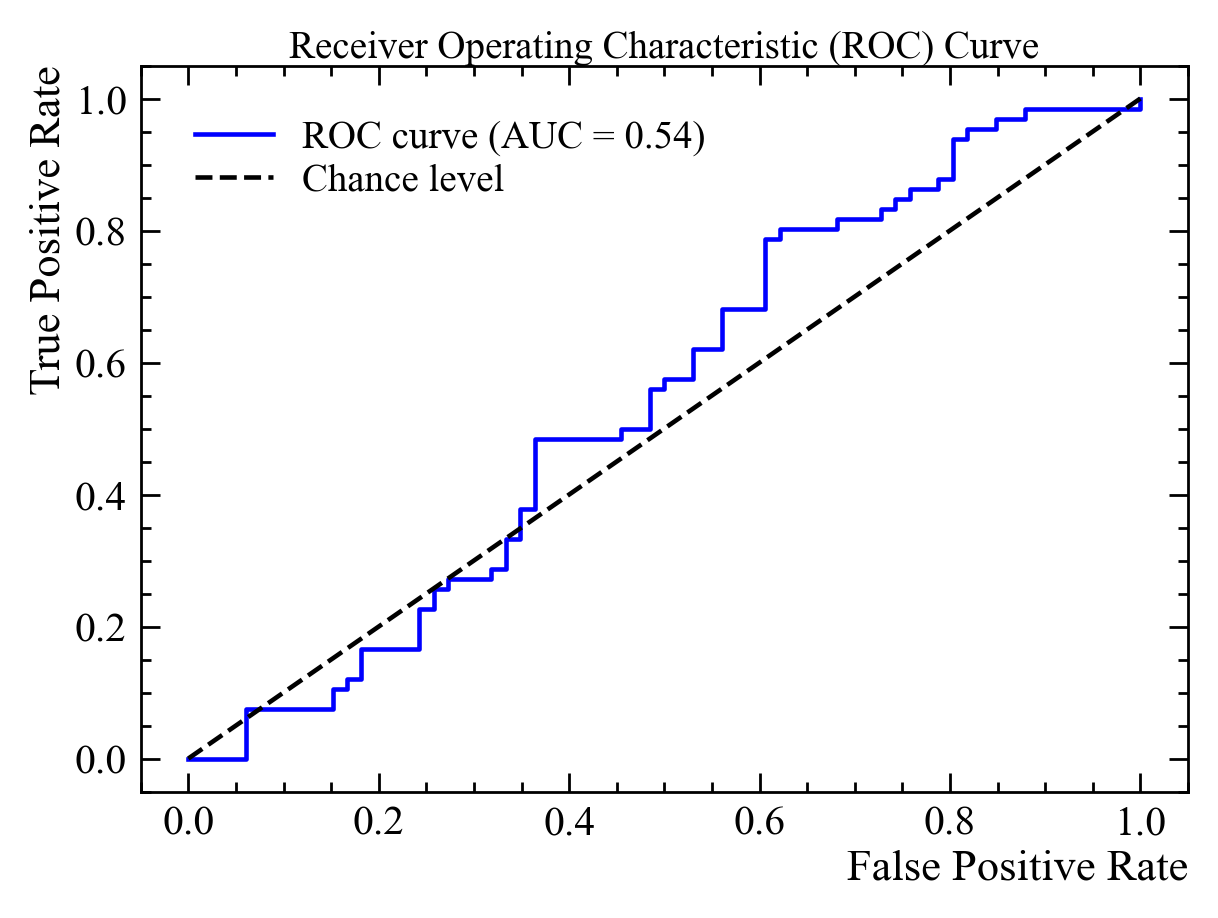 Receiver Operating Characteristic (ROC) Curve
True Positive Rate
1.0
0.8
0.6
0.4
0.2
0.0
ROC curve (AUC = 0.54)
Chance level
0.0 0.2 0.4 0.6 0.8 1.0
False Positive Rate